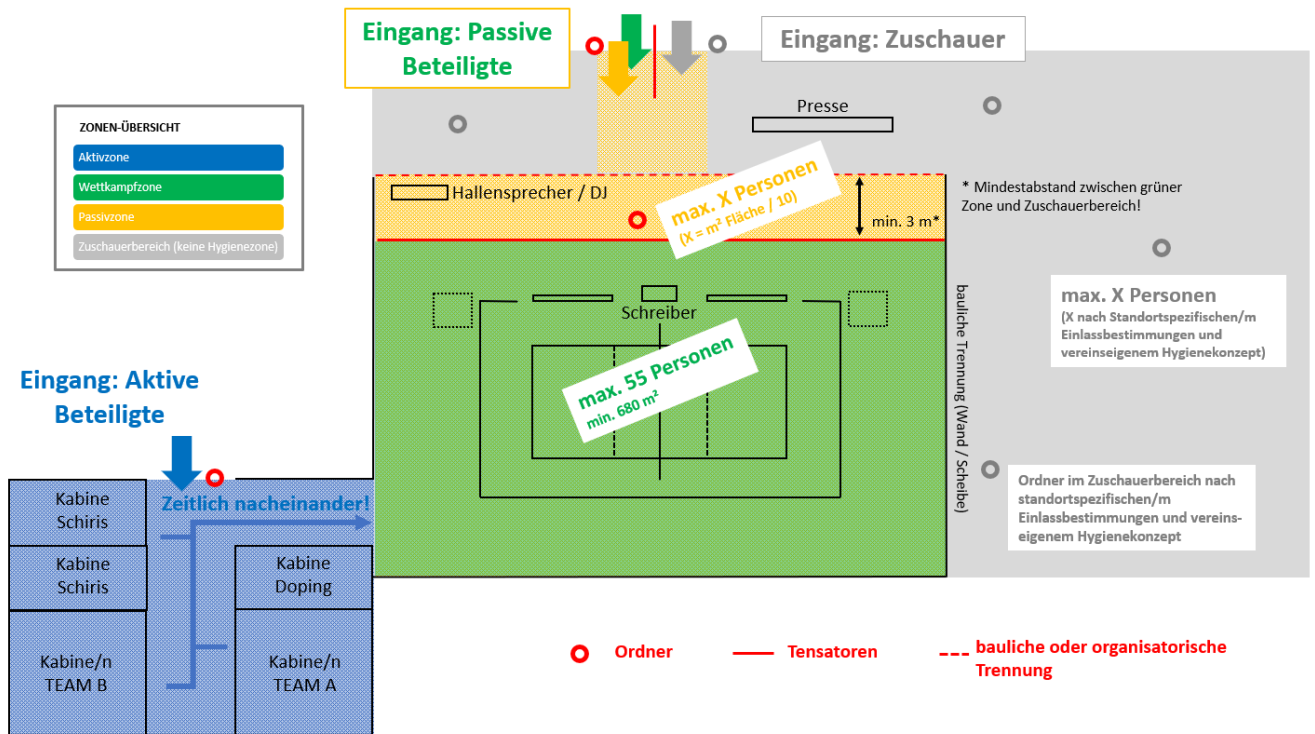 Eingang: Passive
Beteiligte
Eingang: Zuschauer
ZONEN-ÜBERSICHT
Aktivzone
Wettkampfzone
Passivzone
Zuschauerbereich (keine Hygienezone)
Presse
Hallensprecher / DJ
max. X Personen
(X = m² Fläche / 10)
min. 3 m*
* Mindestabstand zwischen grüner
Zone und Zuschauerbereich!
Schreiber
max. 55 Personen
min. 680 m²
bauliche Trennung (Wand / Scheibe)
max. X Personen
(X nach Standortspezifischen/m
Einlassbestimmungen und
vereinseigenem Hygienekonzept)
Ordner im Zuschauerbereich nach
standortspezifischen/m
Einlassbestimmungen und vereins-
eigenem Hygienekonzept
Eingang: Aktive
Beteiligte
Zeitlich nacheinander!
Kabine
Schiris
Kabine
Schiris
Kabine
Doping
Kabine/n
TEAM B
Kabine/n
TEAM A
Ordner
Tensatoren
bauliche oder organisatorische
Trennung